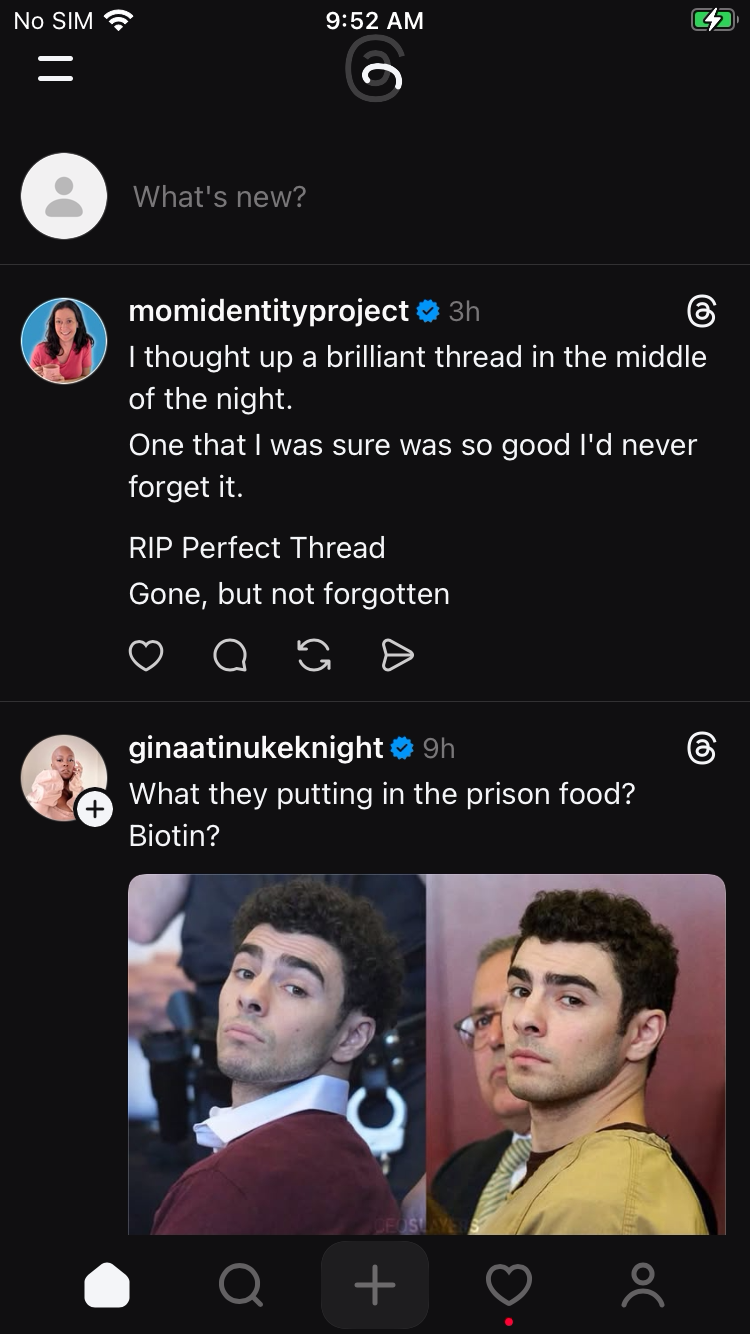 No SIM 9:52 AM
What's new?
momidentityproject 3h
I thought up a brilliant thread in the middle
of the night.
One that I was sure was so good I'd never
forget it.
RIP Perfect Thread
Gone, but not forgotten
ginaatinukeknight 9h
What they putting in the prison food?
Biotin?
CEOSLAYERS